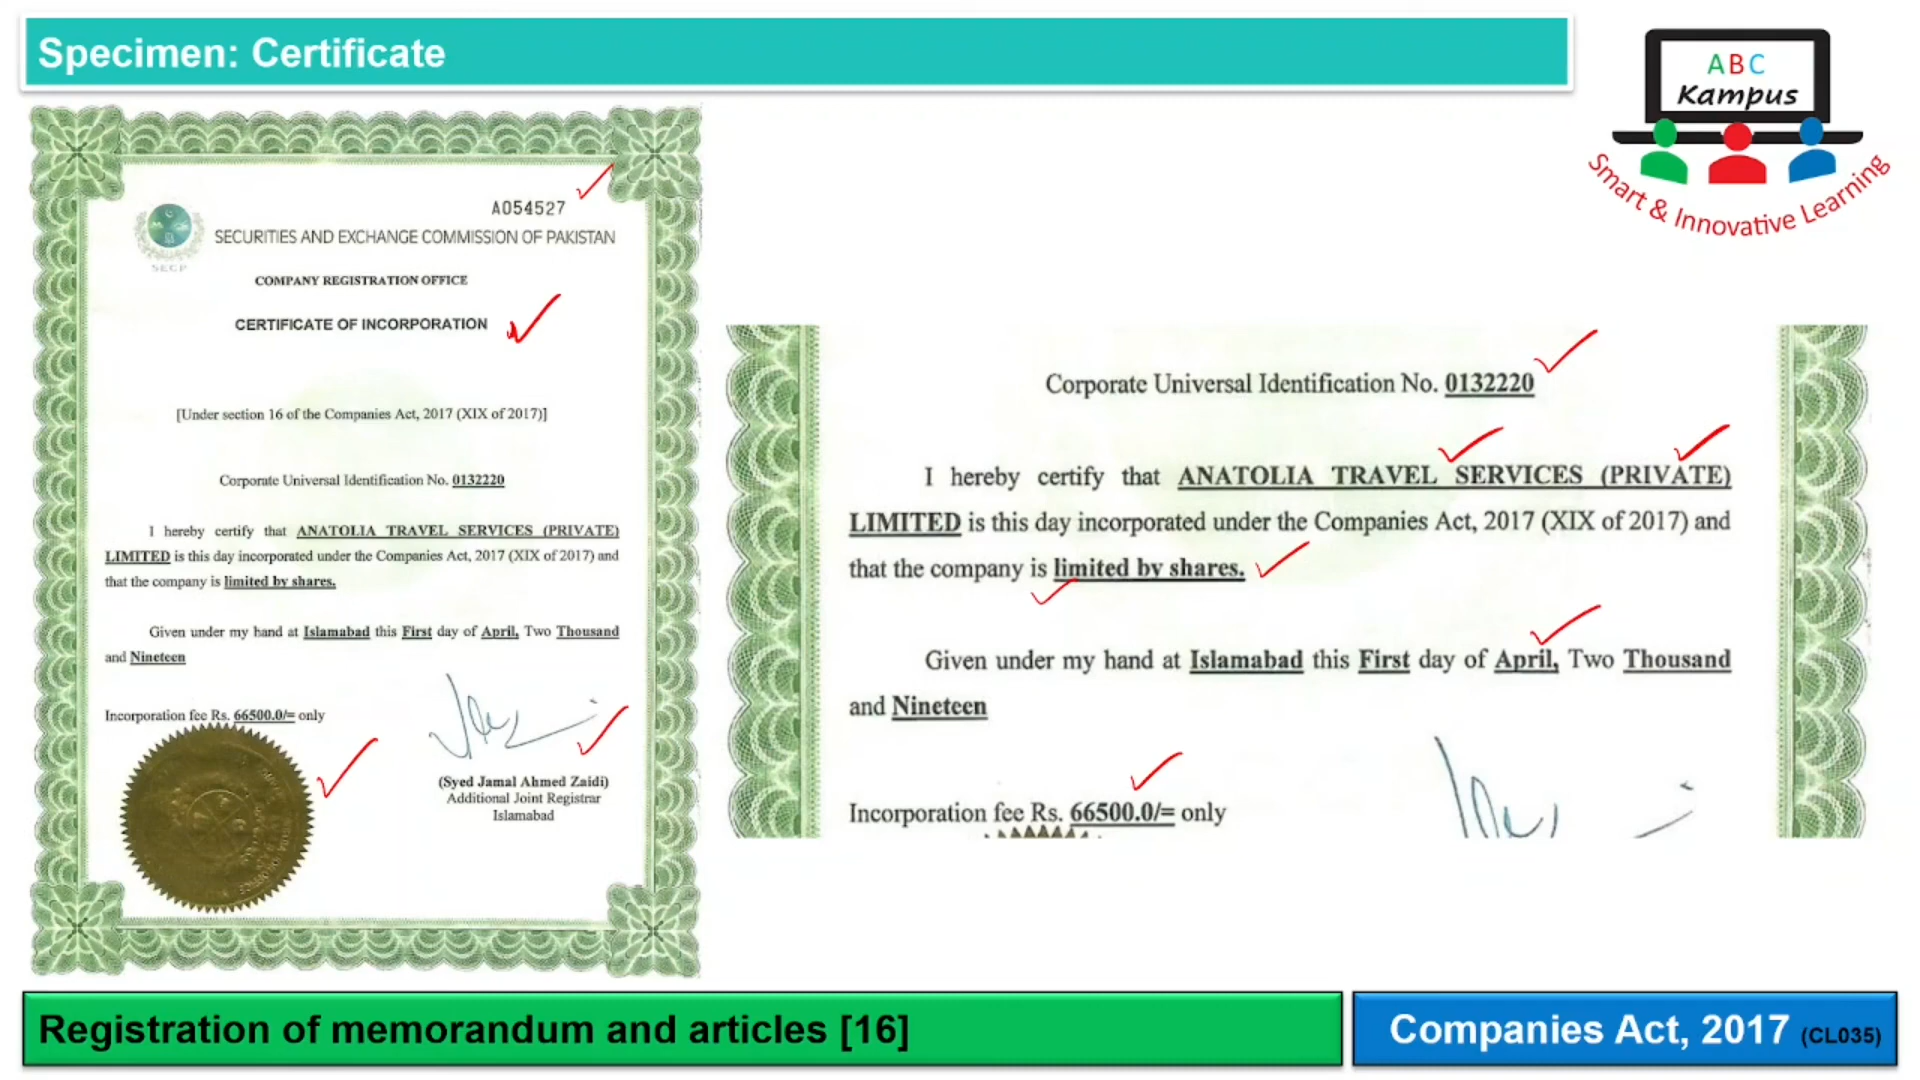 Specimen: Certificate
ABC
Kampus
Smart & Innovative Learning
A054527
SECP
SECURITIES AND EXCHANGE COMMISSION OF PAKISTAN
COMPANY REGISTRATION OFFICE
CERTIFICATE OF INCORPORATION
[Under section 16 of the Companies Act, 2017 (XIX of 2017)]
Corporate Universal Identification No. 0132220
I hereby certify that ANATOLIA TRAVEL SERVICES (PRIVATE)
LIMITED is this day incorporated under the Companies Act, 2017 (XIX of 2017) and
that the company is limited by shares.
Given under my hand at Islamabad this First day of April, Two Thousand
and Nineteen
Incorporation fee Rs. 66500.0/= only
(Syed Jamal Ahmed Zaidi)
Additional Joint Registrar
Islamabad
Corporate Universal Identification No. 0132220
I hereby certify that ANATOLIA TRAVEL SERVICES (PRIVATE)
LIMITED is this day incorporated under the Companies Act, 2017 (XIX of 2017) and
that the company is limited by shares.
Given under my hand at Islamabad this First day of April, Two Thousand
and Nineteen
Incorporation fee Rs. 66500.0/= only
Registration of memorandum and articles [16]
Companies Act, 2017 (CL035)